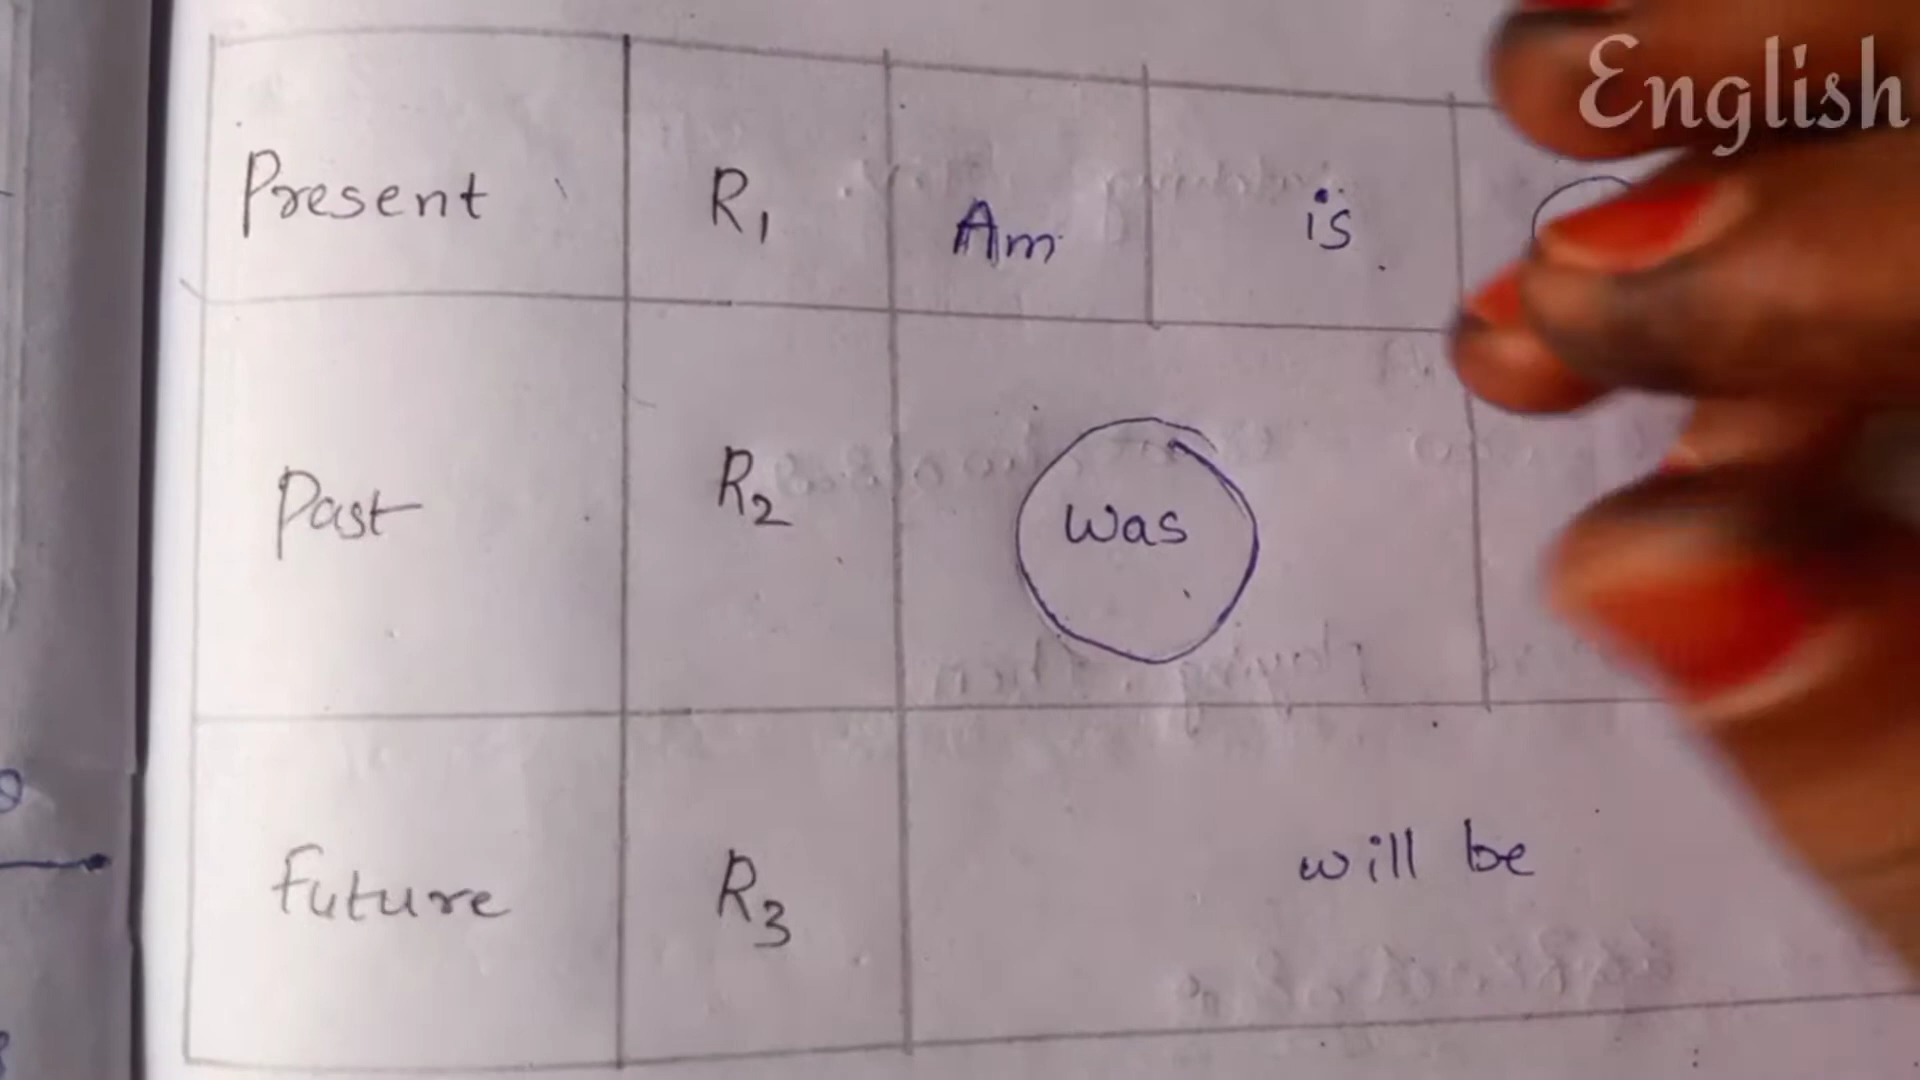 English
Present R1 Am is
Past R2 Was
Future R3 will be